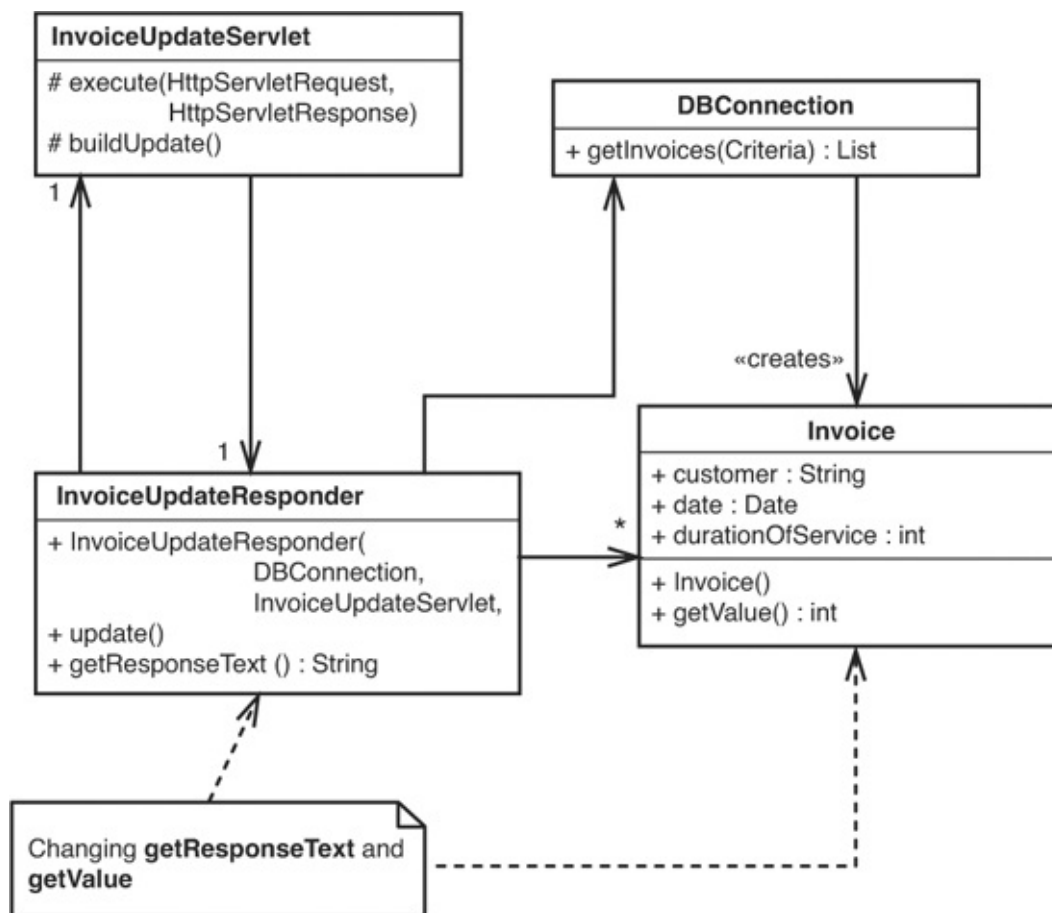 InvoiceUpdateServlet
# execute(HttpServletRequest,
HttpServletResponse)
# buildUpdate()
DBConnection
+ getInvoices(Criteria) : List
1
1
«creates»
Invoice
+ customer : String
+ date : Date
+ durationOfService : int
+ Invoice()
+ getValue() : int
*
InvoiceUpdateResponder
+ InvoiceUpdateResponder(
DBConnection,
InvoiceUpdateServlet,
+ update()
+ getResponseText () : String
Changing getResponseText and
getValue